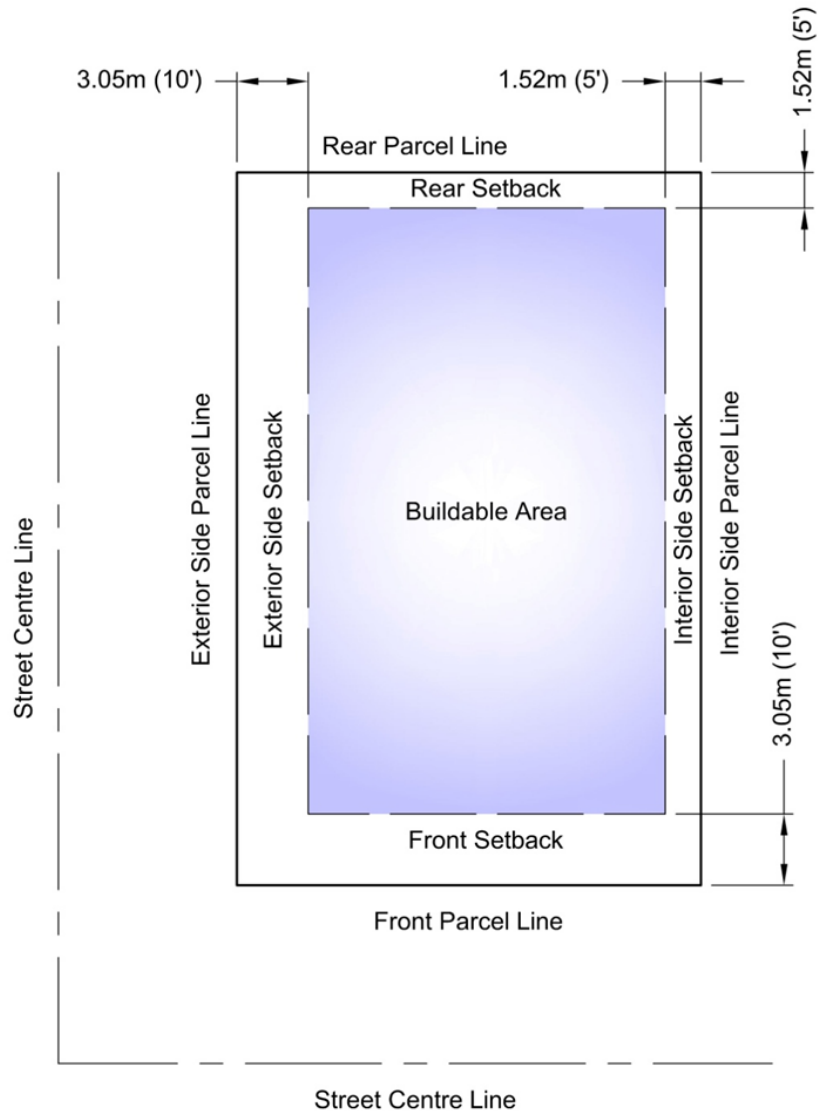 3.05m (10')
1.52m (5')
1.52m (5')
Rear Parcel Line
Rear Setback
Street Centre Line
Exterior Side Parcel Line
Exterior Side Setback
Buildable Area
Interior Side Setback
Interior Side Parcel Line
3.05m (10')
Front Setback
Front Parcel Line
Street Centre Line